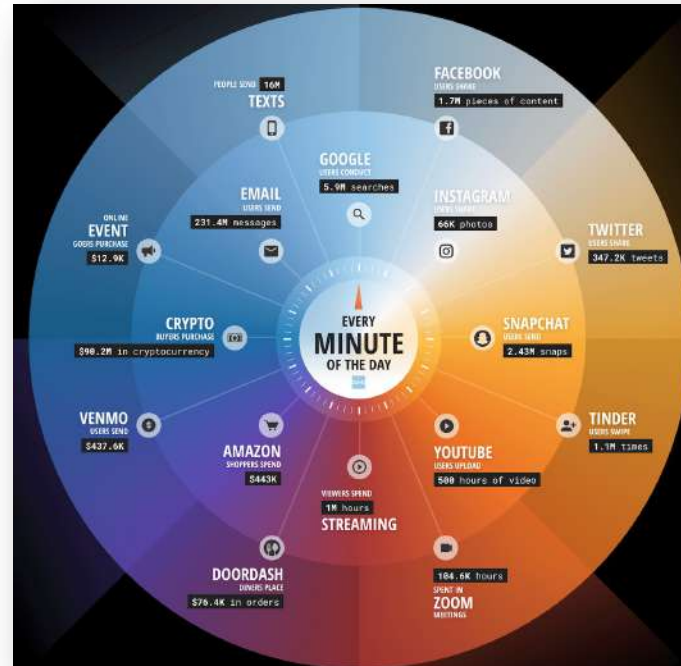 PEOPLE SEND 16M
TEXTS
FACEBOOK
USERS SHARE
1.7M pieces of content
GOOGLE
USERS CONDUCT
5.9M searches
EMAIL
USERS SEND
231.4M messages
INSTAGRAM
USERS SHARE
66K photos
ONLINE
EVENT
GOERS PURCHASE
$12.9K
TWITTER
USERS SHARE
347.2K tweets
CRYPTO
BUYERS PURCHASE
$90.2M in cryptocurrency
EVERY
MINUTE
OF THE DAY
SNAPCHAT
USERS SEND
2.43M snaps
VENMO
USERS SEND
$437.6K
AMAZON
SHOPPERS SPEND
$443K
YOUTUBE
USERS UPLOAD
500 hours of video
TINDER
USERS SWIPE
1.1M times
VIEWERS SPEND
1M hours
STREAMING
DOORDASH
DINERS PLACE
$76.4K in orders
104.6K hours
SPENT IN
ZOOM
MEETINGS